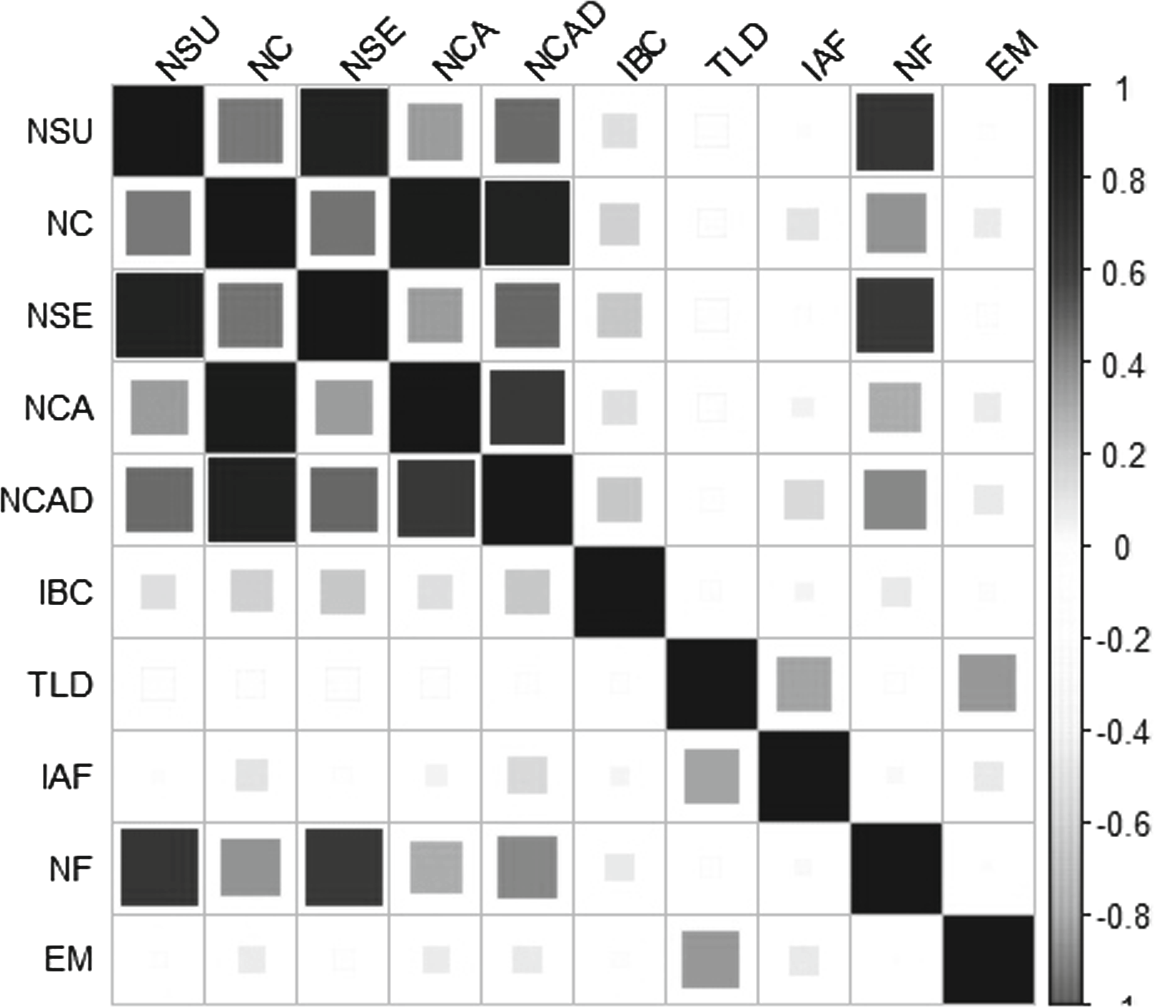 NSU NC NSE NCA NCAD IBC TLD IAF NF EM
NSU
NC
NSE
NCA
NCAD
IBC
TLD
IAF
NF
EM
1
0.8
0.6
0.4
0.2
0
-0.2
-0.4
-0.6
-0.8